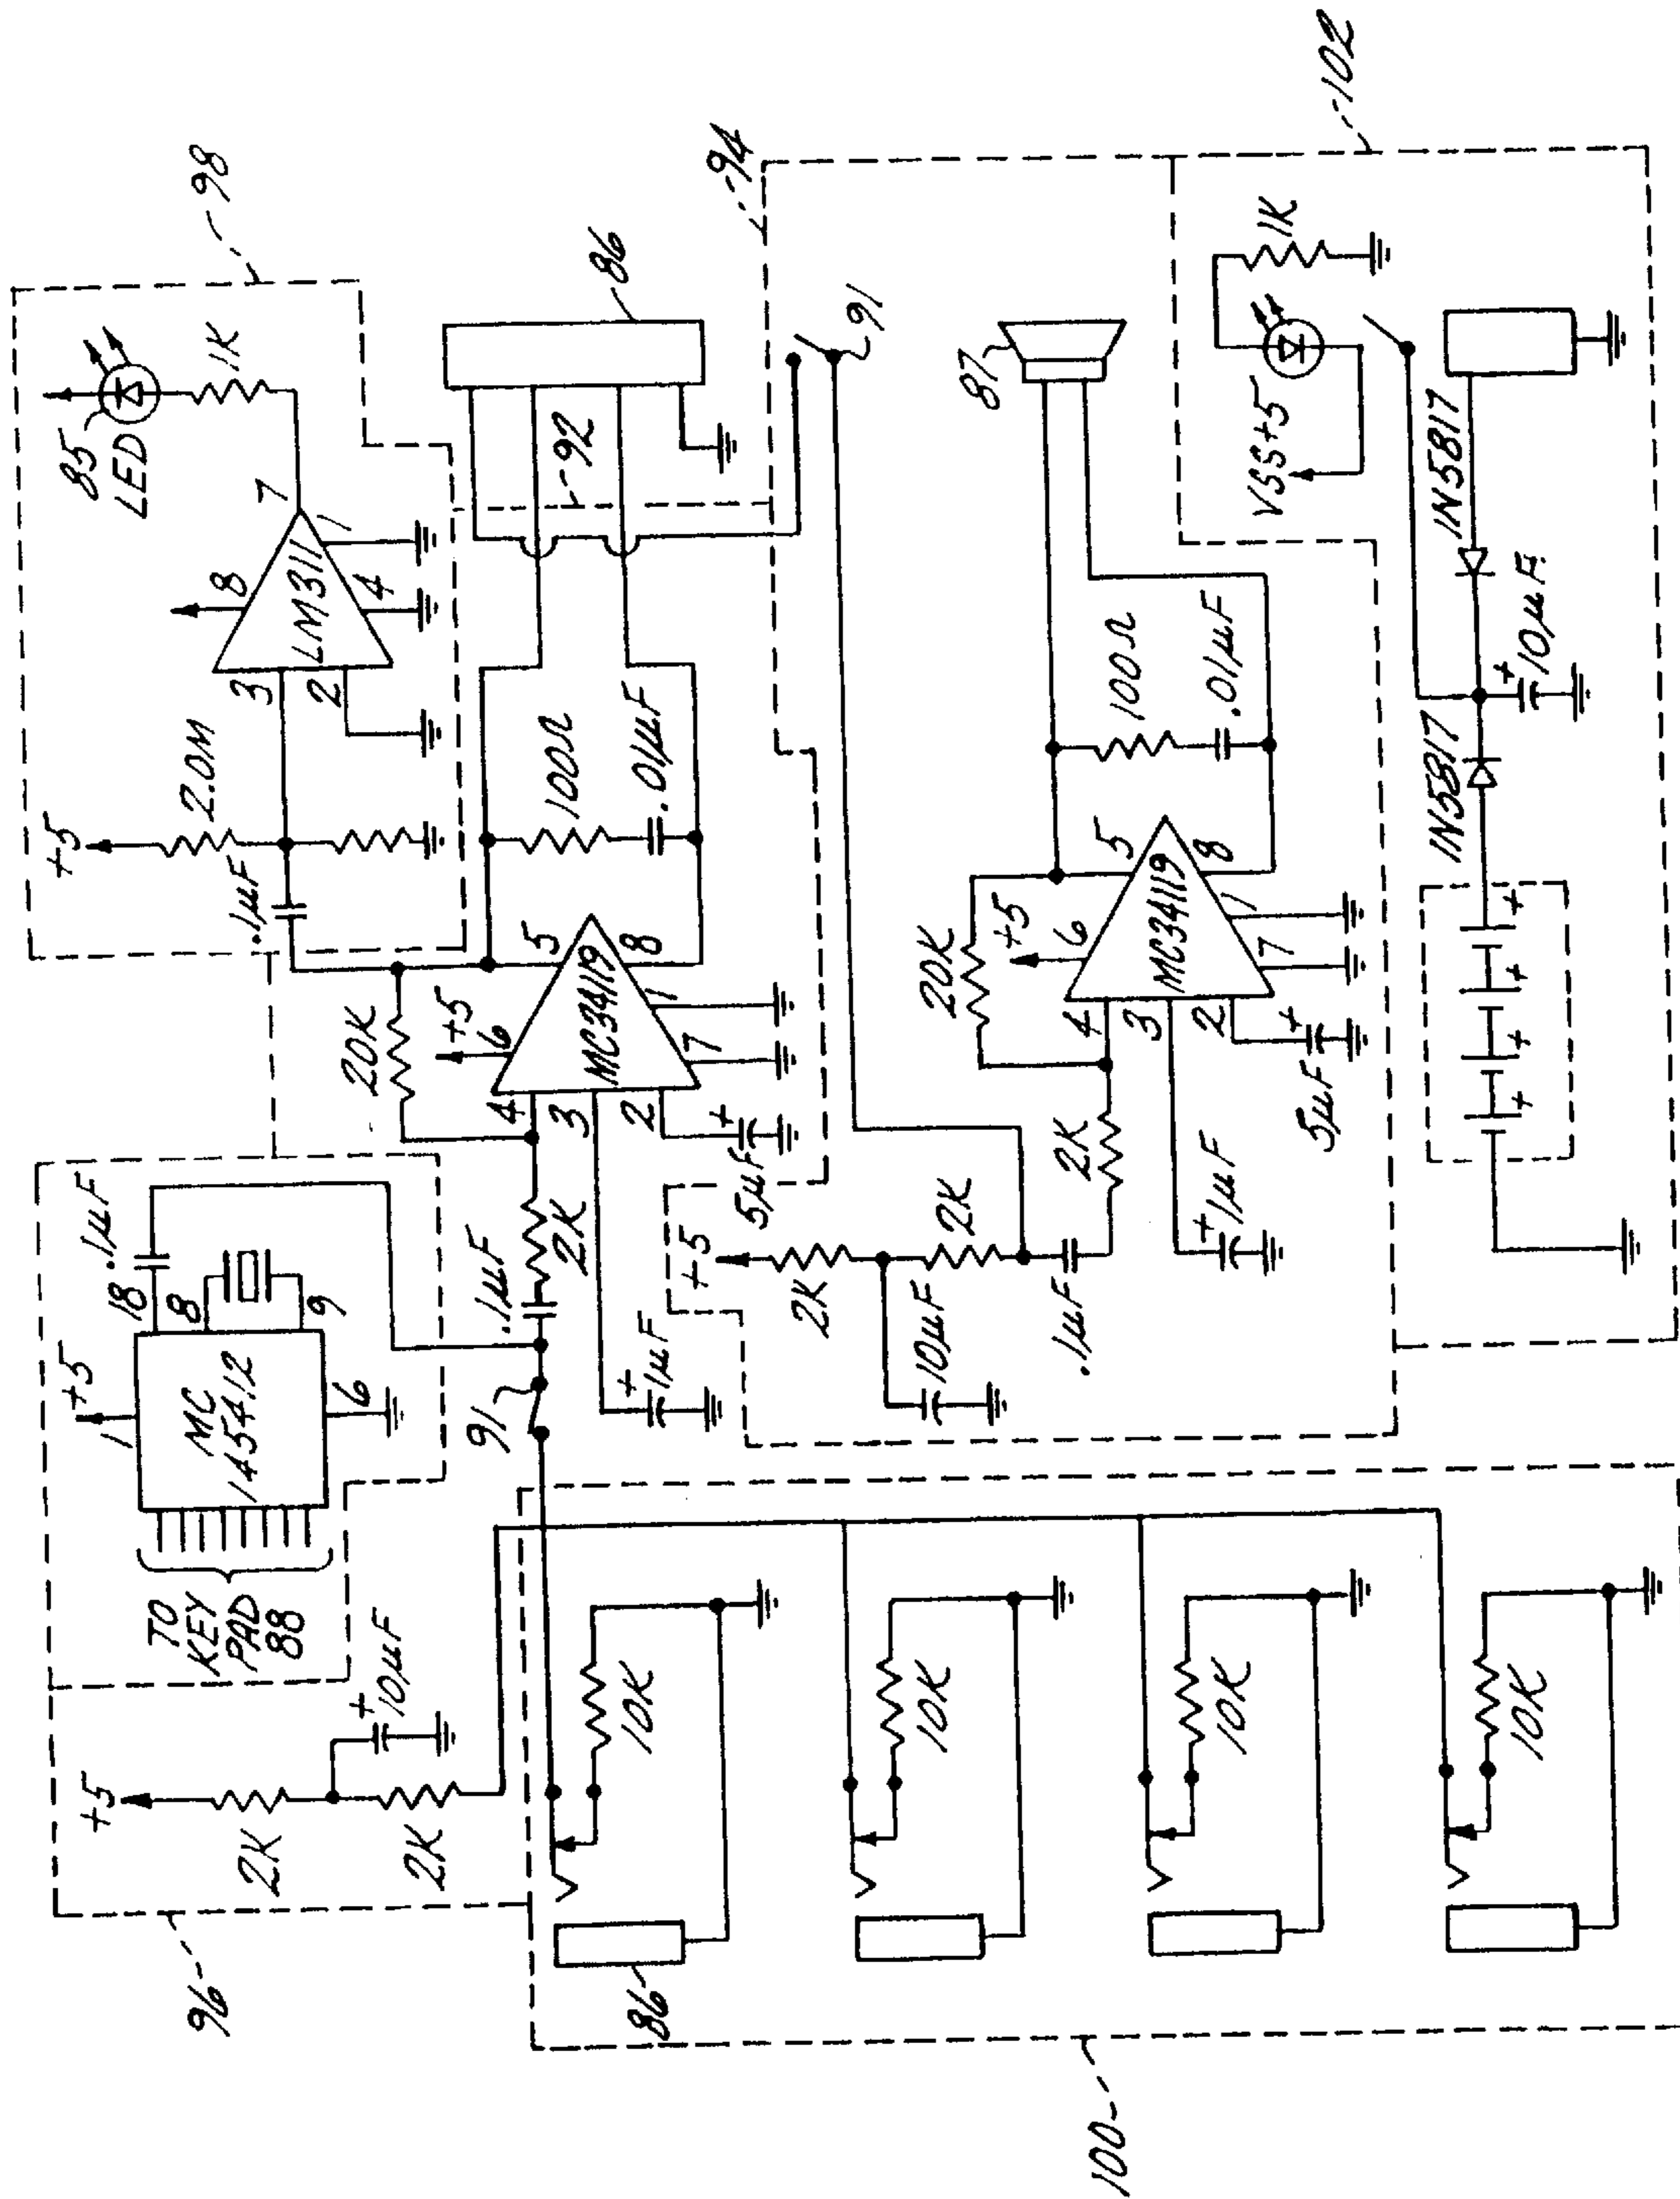 98
85
LED
1K
8
7
LM311
1
4
3
2
+5
2.0M
.1µF
86
92
94
91
100Ω
.01µF
20K
+5
6
5
MC34119
8
1
7
4
3
2
5µF
+
2K
.1µF
+
1µF
91
+5
1
MC
145412
18
.1µF
8
9
6
TO
KEY
PAD
88
+5
2K
+
10µF
2K
96
102
87
1K
VSS+5
100Ω
.01µF
20K
+5
6
5
MC34119
8
1
7
4
3
2
+
5µF
2K
+
1µF
+5
2K
2K
10µF
.1µF
1N5817
1N5817
+
10µF
+
+
+
+
86
10K
10K
10K
10K
100